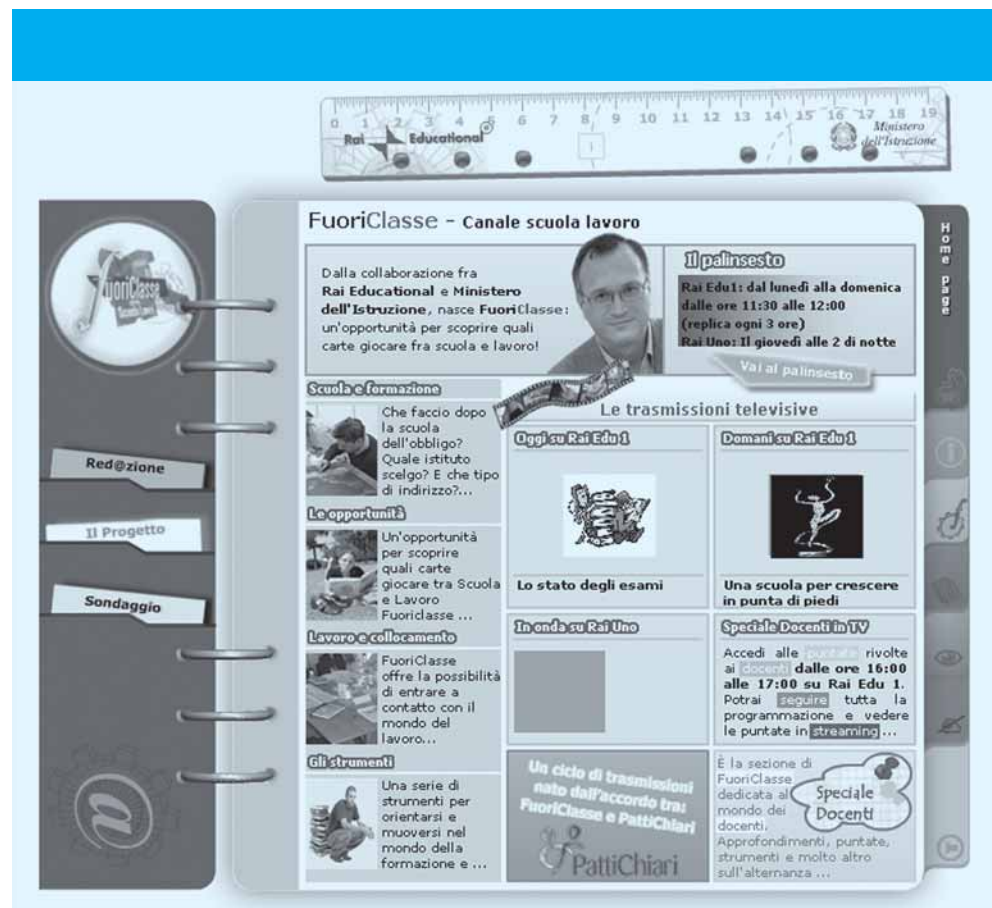 0 1 2 3 4 5 6 7 8 9 10 11 12 13 14 15 16 17 18 19
Rai Educational
Ministero
dell'Istruzione
FuoriClasse – Canale scuola lavoro
Home page
FuoriClasse
Dalla collaborazione fra
Rai Educational e Ministero
dell'Istruzione, nasce FuoriClasse:
un'opportunità per scoprire quali
carte giocare fra scuola e lavoro!
Il palinsesto
Rai Edu1: dal lunedì alla domenica
dalle ore 11:30 alle 12:00
(replica ogni 3 ore)
Rai Uno: Il giovedì alle 2 di notte
Vai al palinsesto
Red@zione
Il Progetto
Sondaggio
@
Scuola e formazione
Che faccio dopo
la scuola
dell'obbligo?
Quale istituto
scelgo? E che tipo
di indirizzo?...
Le opportunità
Un'opportunità
per scoprire
quali carte
giocare tra Scuola
e Lavoro
Fuoriclasse ...
Lavoro e collocamento
FuoriClasse
offre la possibilità
di entrare a
contatto con il
mondo del
lavoro...
Gli strumenti
Una serie di
strumenti per
orientarsi e
muoversi nel
mondo della
formazione e ...
Le trasmissioni televisive
Oggi su Rai Edu 1
Lo stato degli esami
Domani su Rai Edu 1
Una scuola per crescere
in punta di piedi
In onda su Rai Uno
Speciale Docenti in TV
Accedi alle puntate rivolte
ai docenti dalle ore 16:00
alle 17:00 su Rai Edu 1.
Potrai seguire tutta la
programmazione e vedere
le puntate in streaming ...
Un ciclo di trasmissioni
nato dall'accordo tra:
FuoriClasse e PattiChiari
PattiChiari
È la sezione di
FuoriClasse
dedicata al
mondo dei
docenti.
Approfondimenti, puntate,
strumenti e molto altro
sull'alternanza ...
Speciale
Docenti